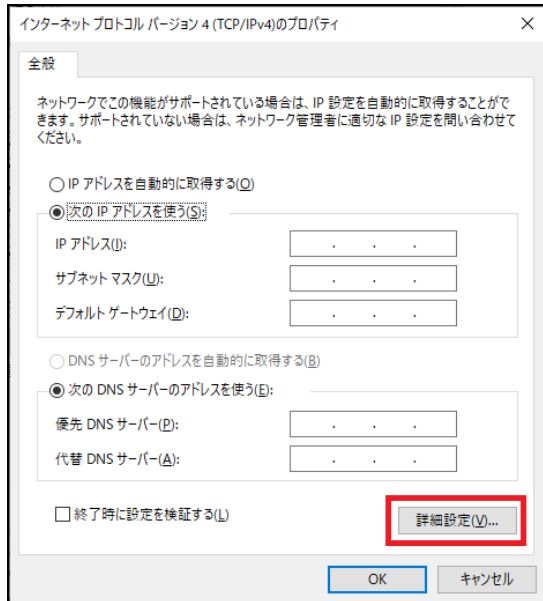 インターネット プロトコル バージョン 4 (TCP/IPv4)のプロパティ
全般
ネットワークでこの機能がサポートされている場合は、IP 設定を自動的に取得することがで
きます。サポートされていない場合は、ネットワーク管理者に適切な IP 設定を問い合わせて
ください。
IP アドレスを自動的に取得する(O)
次の IP アドレスを使う(S):
IP アドレス(I):
サブネット マスク(U):
デフォルト ゲートウェイ(D):
DNS サーバーのアドレスを自動的に取得する(B)
次の DNS サーバーのアドレスを使う(E):
優先 DNS サーバー(P):
代替 DNS サーバー(A):
終了時に設定を検証する(L)
詳細設定(V)...
OK キャンセル